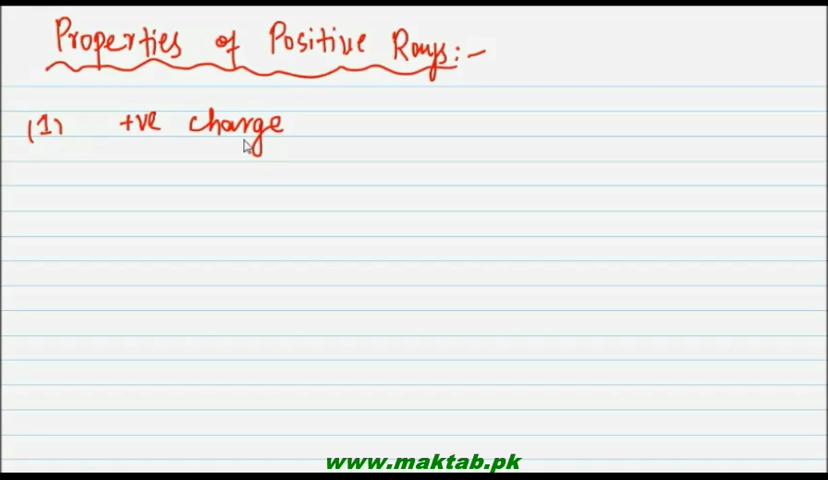 Properties of Positive Rays:-
(1) +ve charge
www.maktab.pk